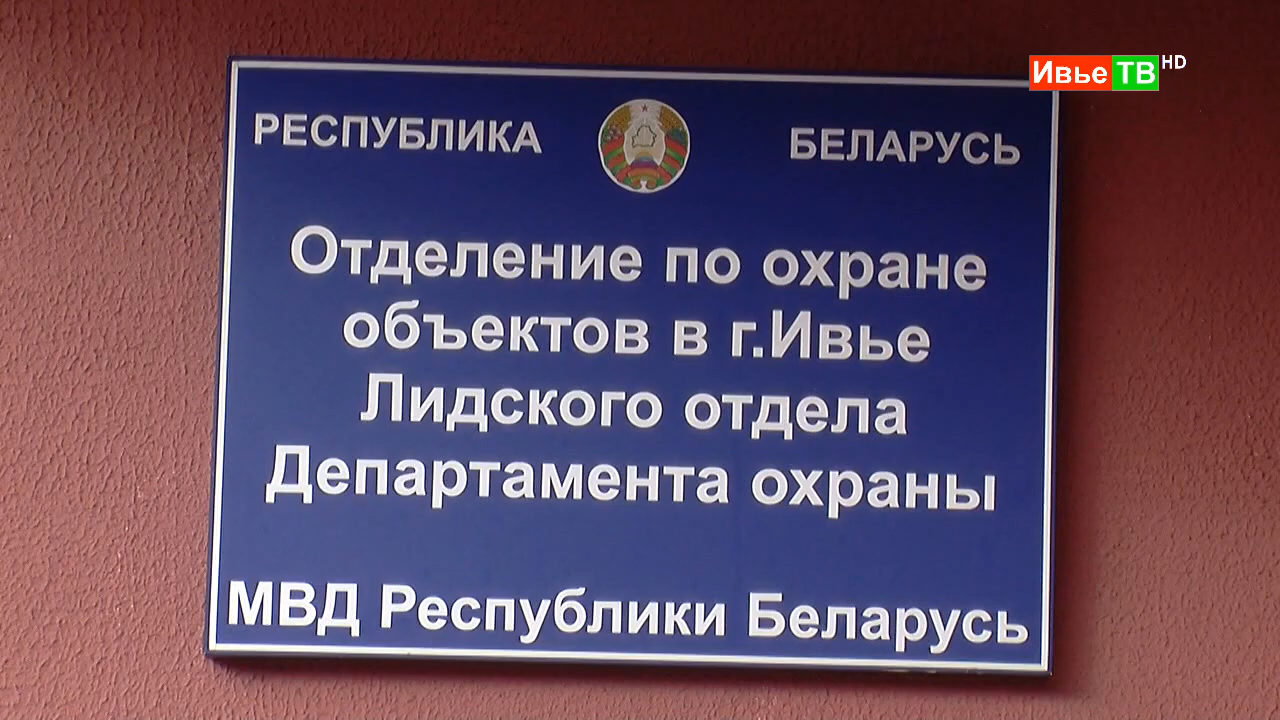 Ивье ТВ HD
РЕСПУБЛИКА БЕЛАРУСЬ
Отделение по охране
объектов в г.Ивье
Лидского отдела
Департамента охраны
МВД Республики Беларусь